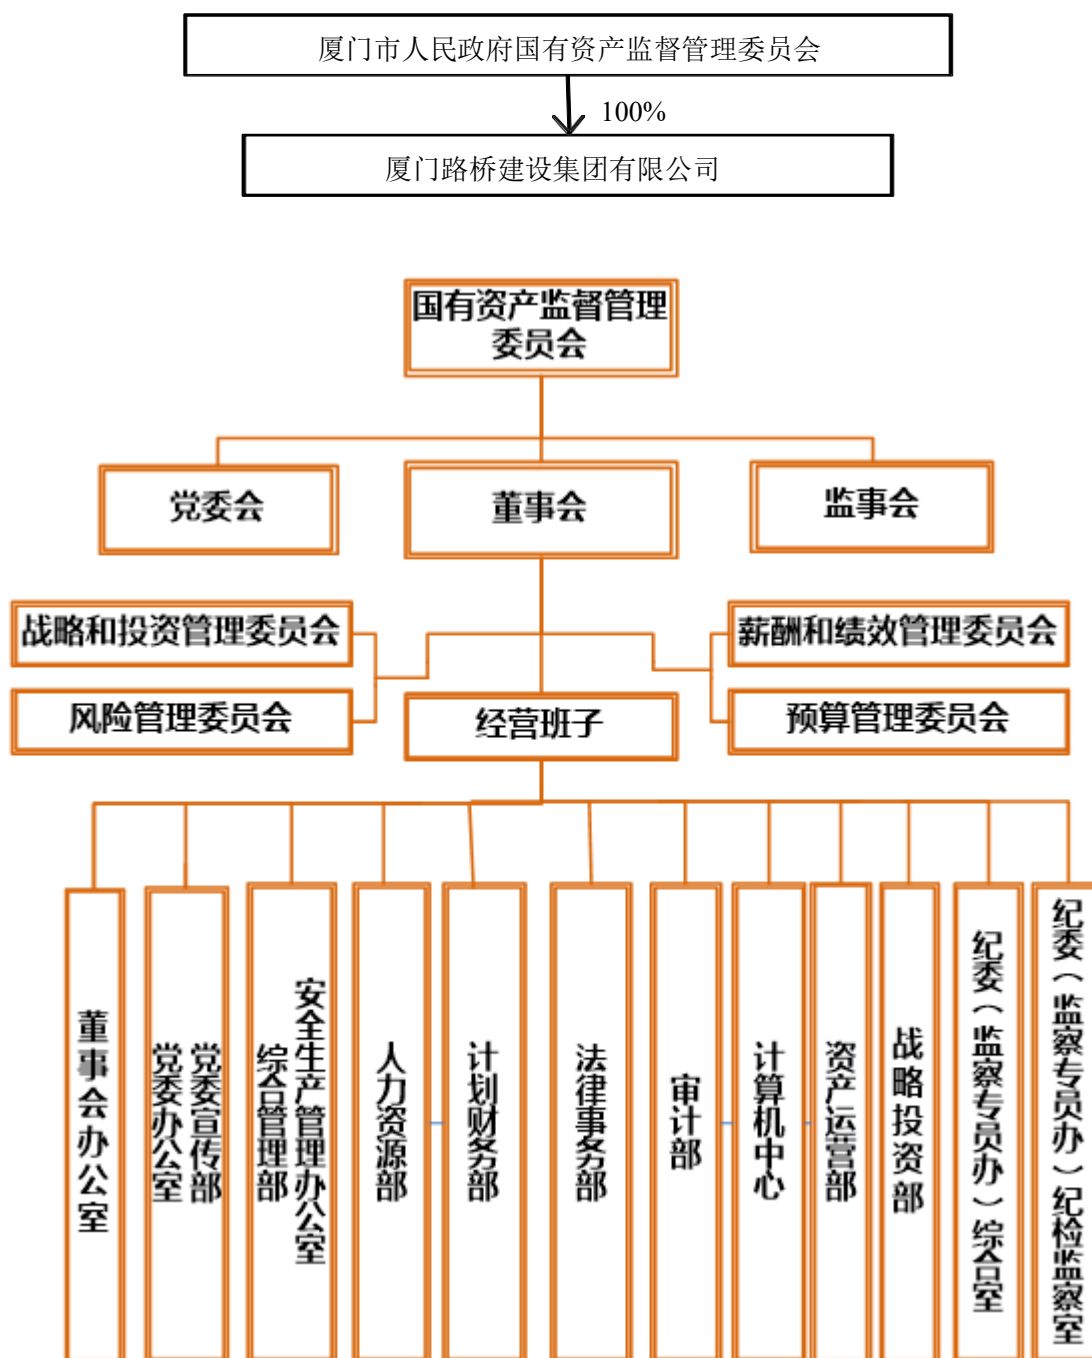 厦门市人民政府国有资产监督管理委员会
100%
厦门路桥建设集团有限公司
国有资产监督管理
委员会
党委会
董事会
监事会
战略和投资管理委员会
薪酬和绩效管理委员会
风险管理委员会
经营班子
预算管理委员会
董事会办公室
党委办公室
党委宣传部
综合管理部
安全生产管理办公室
人力资源部
计划财务部
法律事务部
审计部
计算机中心
资产运营部
战略投资部
纪委（监察专员办）综合室
纪委（监察专员办）纪检监察室